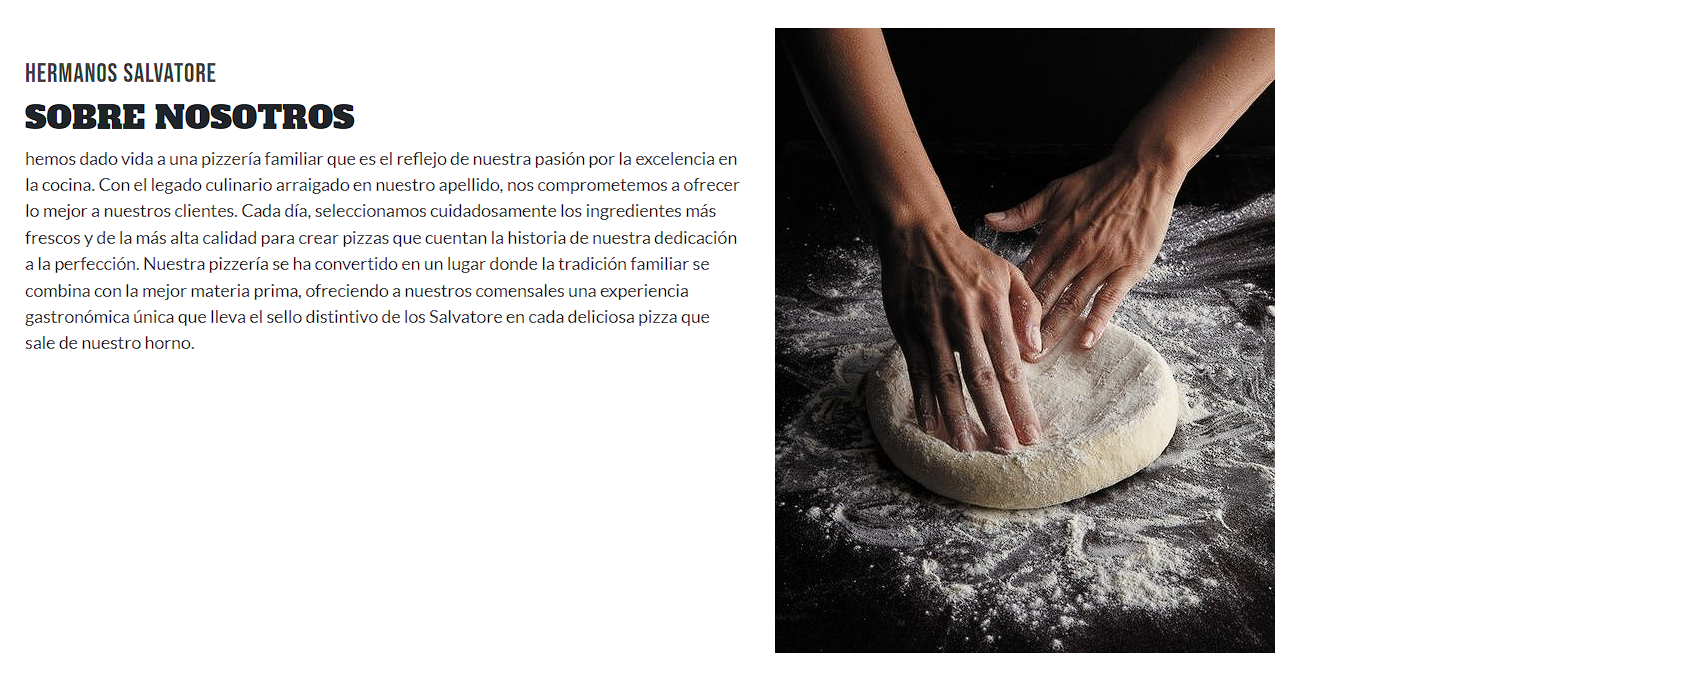 HERMANOS SALVATORE
SOBRE NOSOTROS
hemos dado vida a una pizzería familiar que es el reflejo de nuestra pasión por la excelencia en
la cocina. Con el legado culinario arraigado en nuestro apellido, nos comprometemos a ofrecer
lo mejor a nuestros clientes. Cada día, seleccionamos cuidadosamente los ingredientes más
frescos y de la más alta calidad para crear pizzas que cuentan la historia de nuestra dedicación
a la perfección. Nuestra pizzería se ha convertido en un lugar donde la tradición familiar se
combina con la mejor materia prima, ofreciendo a nuestros comensales una experiencia
gastronómica única que lleva el sello distintivo de los Salvatore en cada deliciosa pizza que
sale de nuestro horno.